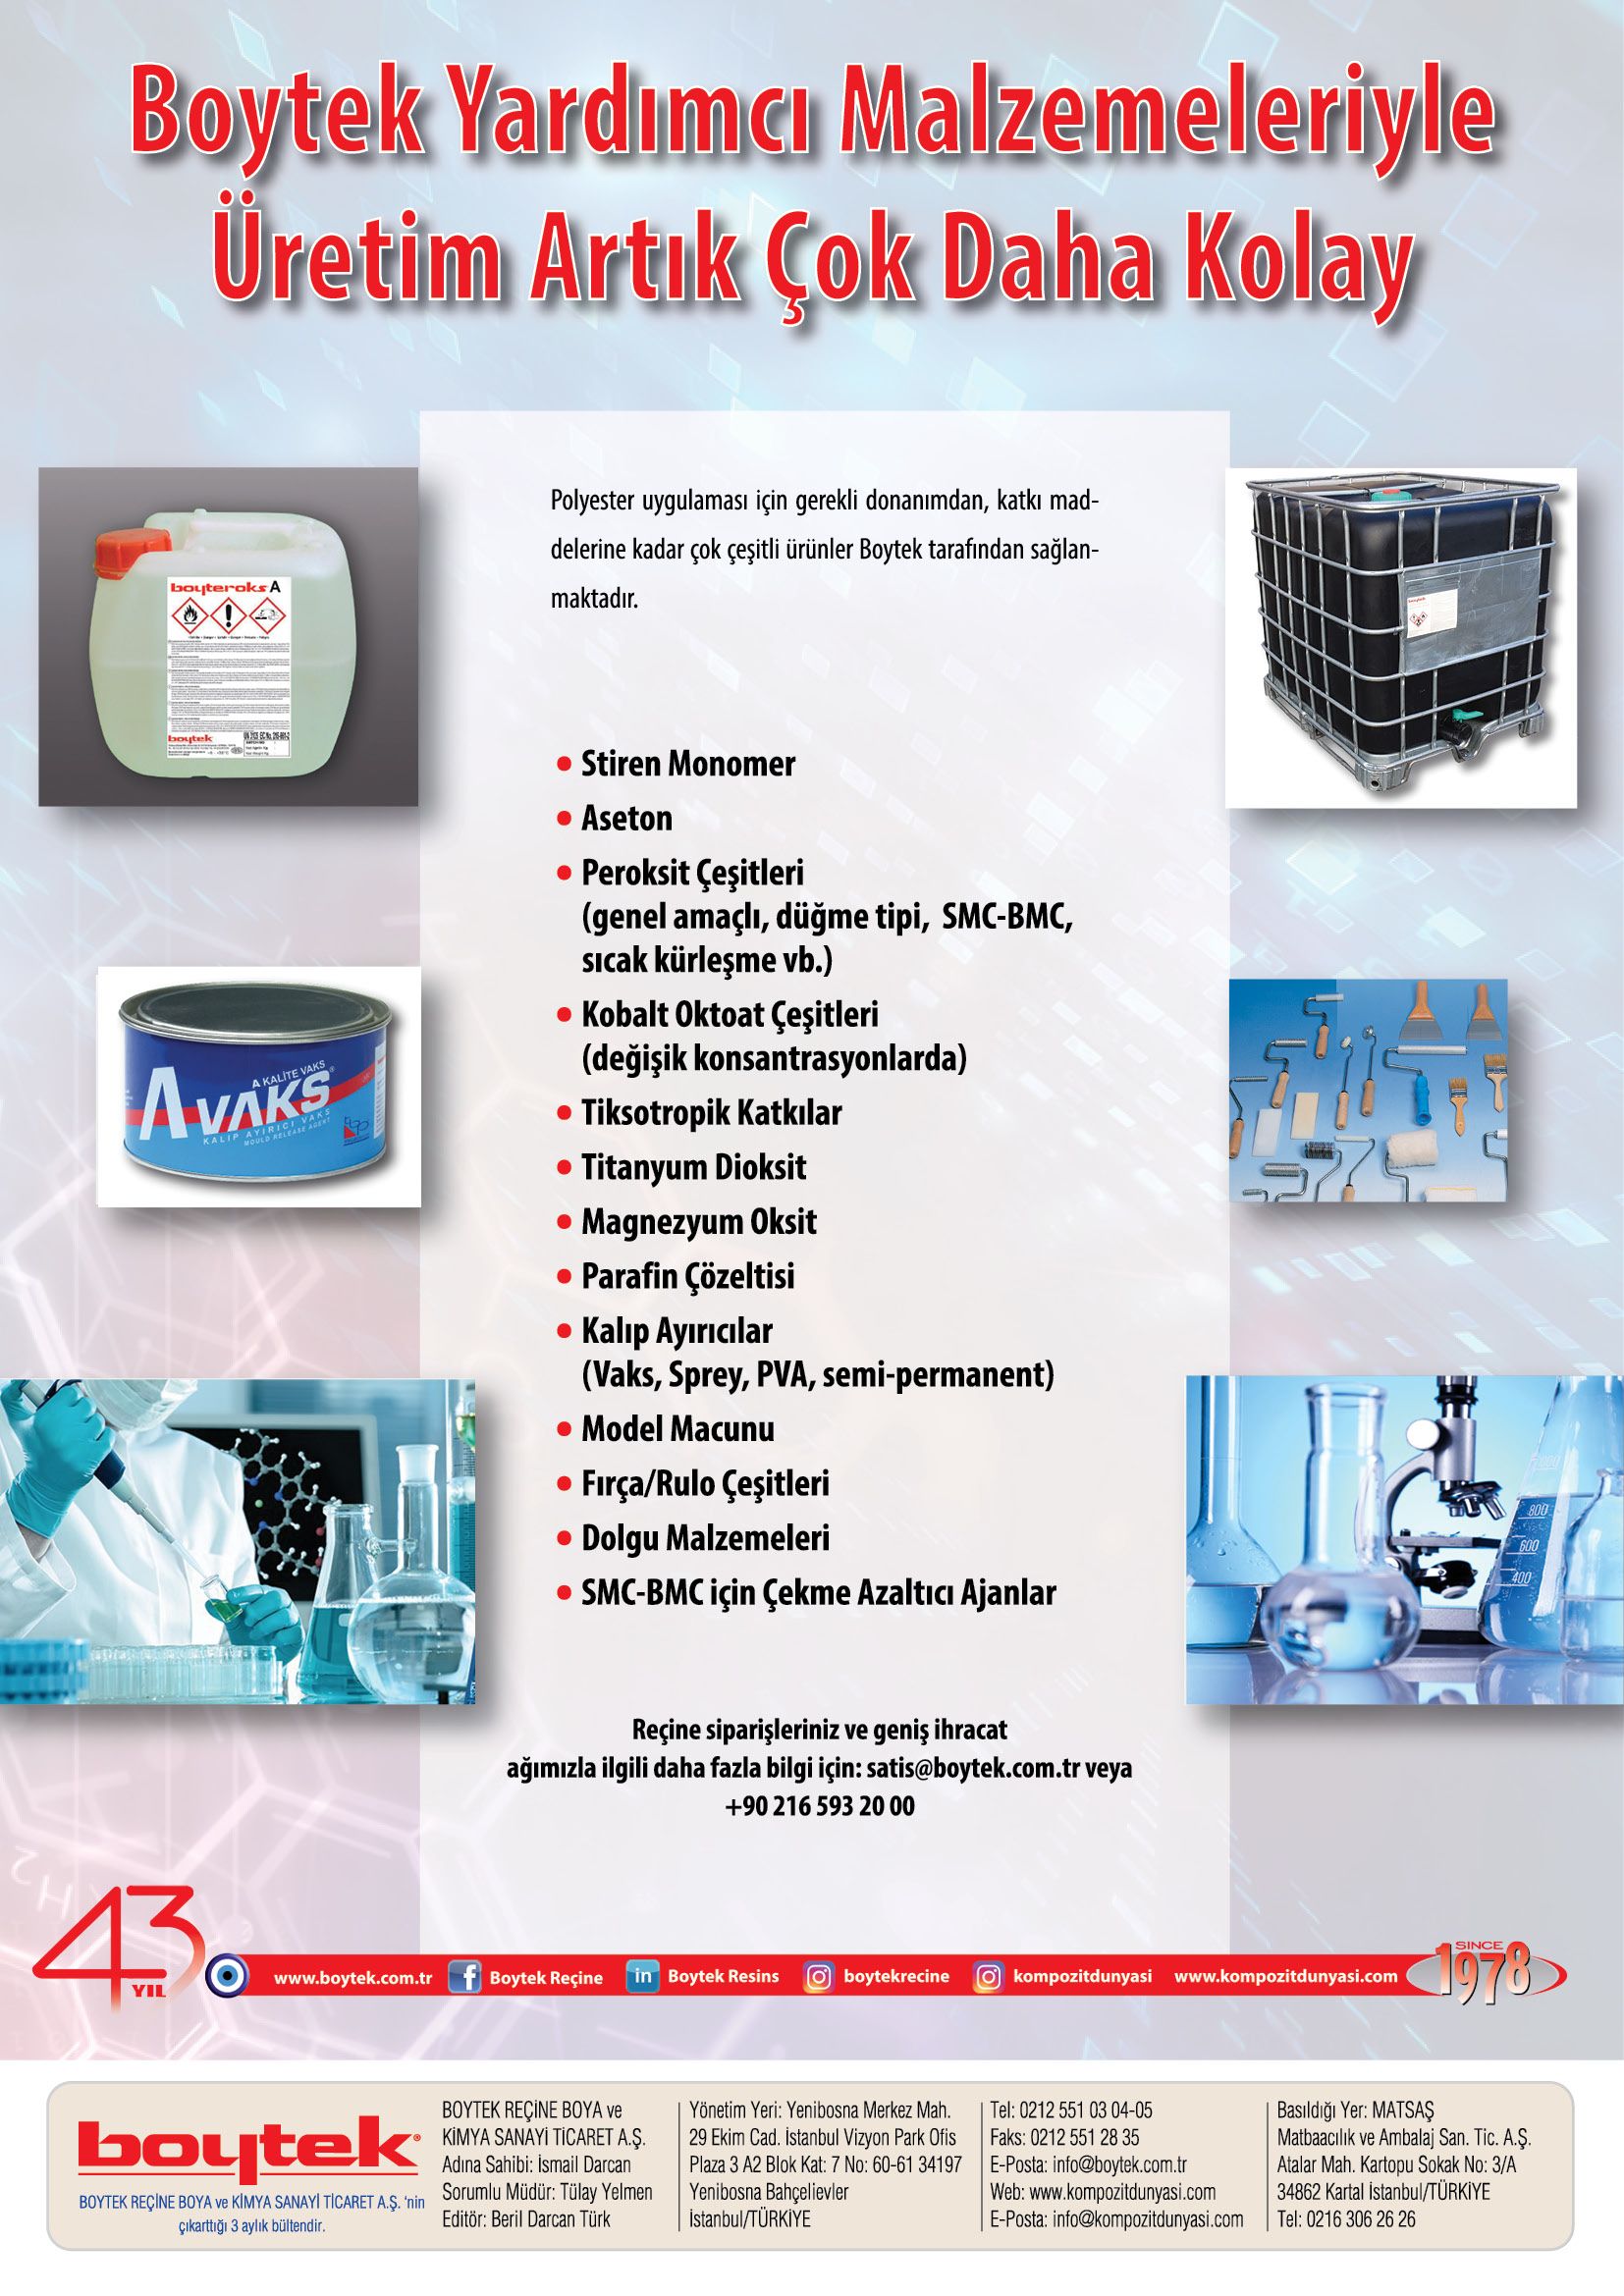 Boytek Yardımcı Malzemeleriyle
Üretim Artık Çok Daha Kolay
Polyester uygulaması için gerekli donanımdan, katkı mad-
delerine kadar çok çeşitli ürünler Boytek tarafından sağlan-
maktadır.
boyteroks A
boytek
boytek
A KALİTE VAKS
AVAKS
KALIP AYIRICI VAKS
MOULD RELEASE AGENT
• Stiren Monomer
• Aseton
• Peroksit Çeşitleri
(genel amaçlı, düğme tipi, SMC-BMC,
sıcak kürleşme vb.)
• Kobalt Oktoat Çeşitleri
(değişik konsantrasyonlarda)
• Tiksotropik Katkılar
• Titanyum Dioksit
• Magnezyum Oksit
• Parafin Çözeltisi
• Kalıp Ayırıcılar
(Vaks, Sprey, PVA, semi-permanent)
• Model Macunu
• Fırça/Rulo Çeşitleri
• Dolgu Malzemeleri
• SMC-BMC için Çekme Azaltıcı Ajanlar
800
600
400
Reçine siparişleriniz ve geniş ihracat
ağımızla ilgili daha fazla bilgi için: satis@boytek.com.tr veya
+90 216 593 20 00
43
YIL
www.boytek.com.tr
Boytek Reçine
Boytek Resins
boytekrecine
kompozitdunyasi
www.kompozitdunyasi.com
SINCE
1978
boytek®
BOYTEK REÇİNE BOYA ve KİMYA SANAYİ TİCARET A.Ş. 'nin
çıkarttığı 3 aylık bültendir.
BOYTEK REÇİNE BOYA ve
KİMYA SANAYİ TİCARET A.Ş.
Adına Sahibi: İsmail Darcan
Sorumlu Müdür: Tülay Yelmen
Editör: Beril Darcan Türk
Yönetim Yeri: Yenibosna Merkez Mah.
29 Ekim Cad. İstanbul Vizyon Park Ofis
Plaza 3 A2 Blok Kat: 7 No: 60-61 34197
Yenibosna Bahçelievler
İstanbul/TÜRKİYE
Tel: 0212 551 03 04-05
Faks: 0212 551 28 35
E-Posta: info@boytek.com.tr
Web: www.kompozitdunyasi.com
E-Posta: info@kompozitdunyasi.com
Basıldığı Yer: MATSAŞ
Matbaacılık ve Ambalaj San. Tic. A.Ş.
Atalar Mah. Kartopu Sokak No: 3/A
34862 Kartal İstanbul/TÜRKİYE
Tel: 0216 306 26 26